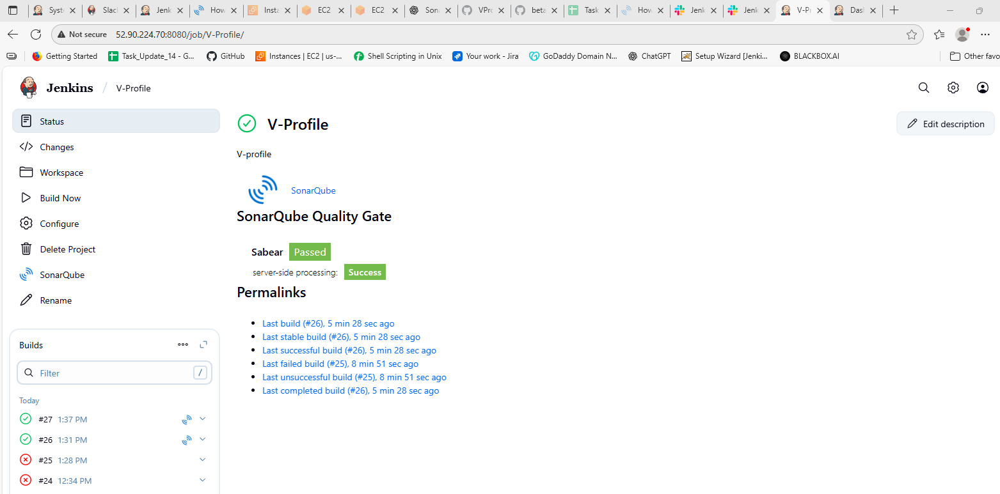 Syst
Slac
Jenk
How
Insta
EC2
EC2
Son
VPro
beta
Task
How
Jenk
Jenk
V-Pr
Das
Not secure
52.90.224.70:8080/job/V-Profile/
Getting Started
Task_Update_14 - G...
GitHub
Instances | EC2 | us-...
Shell Scripting in Unix
Your work - Jira
GoDaddy Domain N...
ChatGPT
Setup Wizard [Jenki...
BLACKBOX.AI
Other favo
Jenkins / V-Profile
Status
Changes
Workspace
Build Now
Configure
Delete Project
SonarQube
Rename
Builds
Filter /
Today
#27 1:37 PM
#26 1:31 PM
#25 1:28 PM
#24 12:34 PM
V-Profile
Edit description
V-profile
SonarQube
SonarQube Quality Gate
Sabear Passed
server-side processing: Success
Permalinks
Last build (#26), 5 min 28 sec ago
Last stable build (#26), 5 min 28 sec ago
Last successful build (#26), 5 min 28 sec ago
Last failed build (#25), 8 min 51 sec ago
Last unsuccessful build (#25), 8 min 51 sec ago
Last completed build (#26), 5 min 28 sec ago